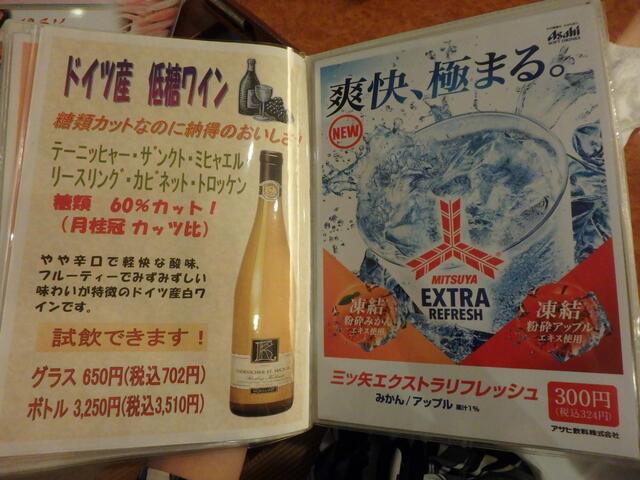 ドイツ産 低糖ワイン
糖類カットなのに納得のおいしさ!
テーニッヒャー・ザンクト・ミヒャエル
リースリング・カビネット・トロッケン
糖類 60%カット!
(月桂冠 カッツ比)
やや辛口で軽快な酸味、
フルーティーでみずみずしい
味わいが特徴のドイツ産白ワ
インです。
試飲できます!
グラス 650円(税込702円)
ボトル 3,250円(税込3,510円)
K
Asahi
爽快、極まる。
NEW
MITSUYA
EXTRA
REFRESH
凍結
粉砕みかん
エキス使用
凍結
粉砕アップル
エキス使用
三ツ矢エクストラリフレッシュ
みかん/アップル 果汁1%
300円
(税込324円)
アサヒ飲料株式会社